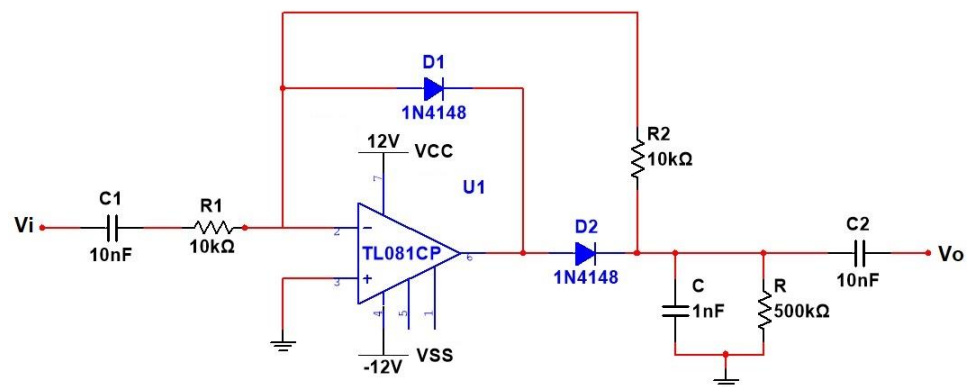 D1
1N4148
R2
10kΩ
12V
VCC
7
U1
C1
10nF
R1
10kΩ
Vi
2
TL081CP
6
3
4
5
1
D2
1N4148
C2
10nF
Vo
C
1nF
R
500kΩ
VSS
-12V